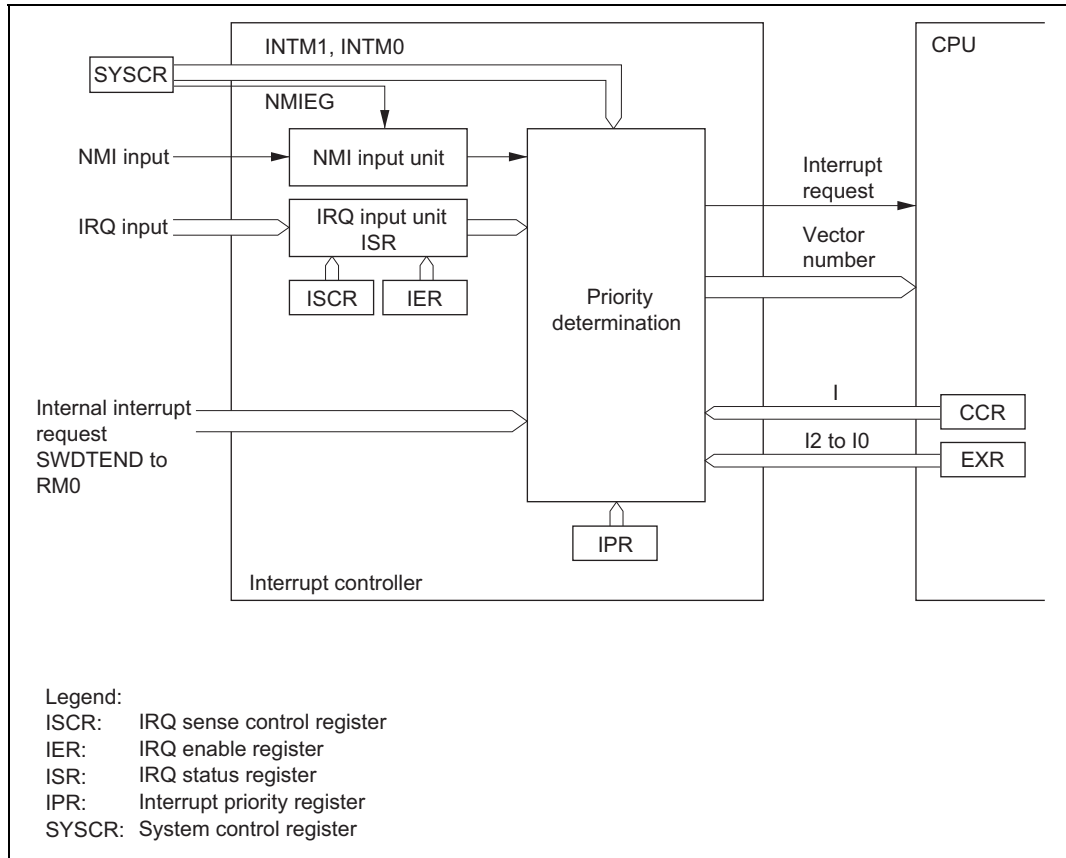 INTM1, INTM0
CPU
SYSCR
NMIEG
NMI input
NMI input unit
Interrupt
request
IRQ input
IRQ input unit
ISR
Vector
number
ISCR
IER
Priority
determination
Internal interrupt
request
SWDTEND to
RM0
I
CCR
I2 to I0
EXR
IPR
Interrupt controller
Legend:
ISCR: IRQ sense control register
IER: IRQ enable register
ISR: IRQ status register
IPR: Interrupt priority register
SYSCR: System control register